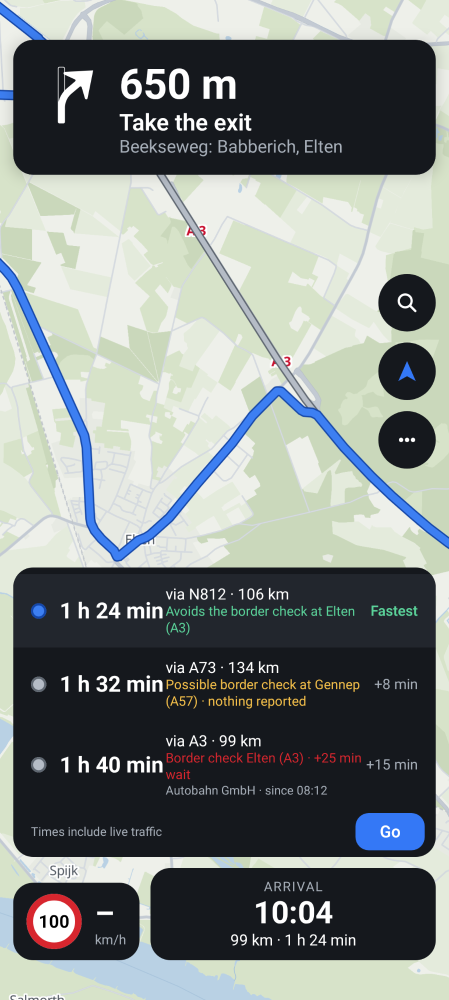 650 m
Take the exit
Beekseweg: Babberich, Elten
A3
A3
Elten
1 h 24 min
via N812 · 106 km
Avoids the border check at Elten
(A3)
Fastest
1 h 32 min
via A73 · 134 km
Possible border check at Gennep
(A57) · nothing reported
+8 min
1 h 40 min
via A3 · 99 km
Border check Elten (A3) · +25 min
wait
Autobahn GmbH · since 08:12
+15 min
Times include live traffic
Go
Spijk
100
–
km/h
ARRIVAL
10:04
99 km · 1 h 24 min
Salmorth